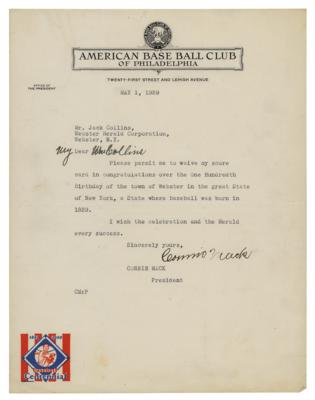 AMERICAN BASE BALL CLUB
OF PHILADELPHIA
TWENTY-FIRST STREET AND LEHIGH AVENUE
OFFICE OF
THE PRESIDENT
MAY 1, 1939
Mr. Jack Collins,
Webster Herald Corporation,
Webster, N.Y.
My Dear Mr Collins
Please permit me to waive my score
card in congratulations over the One Hundredth
Birthday of the town of Webster in the great State
of New York, a State where baseball was born in
1839.
I wish the celebration and the Herald
every success.
Sincerely yours,
Connie Mack
CONNIE MACK
President
CM:P
Centennial